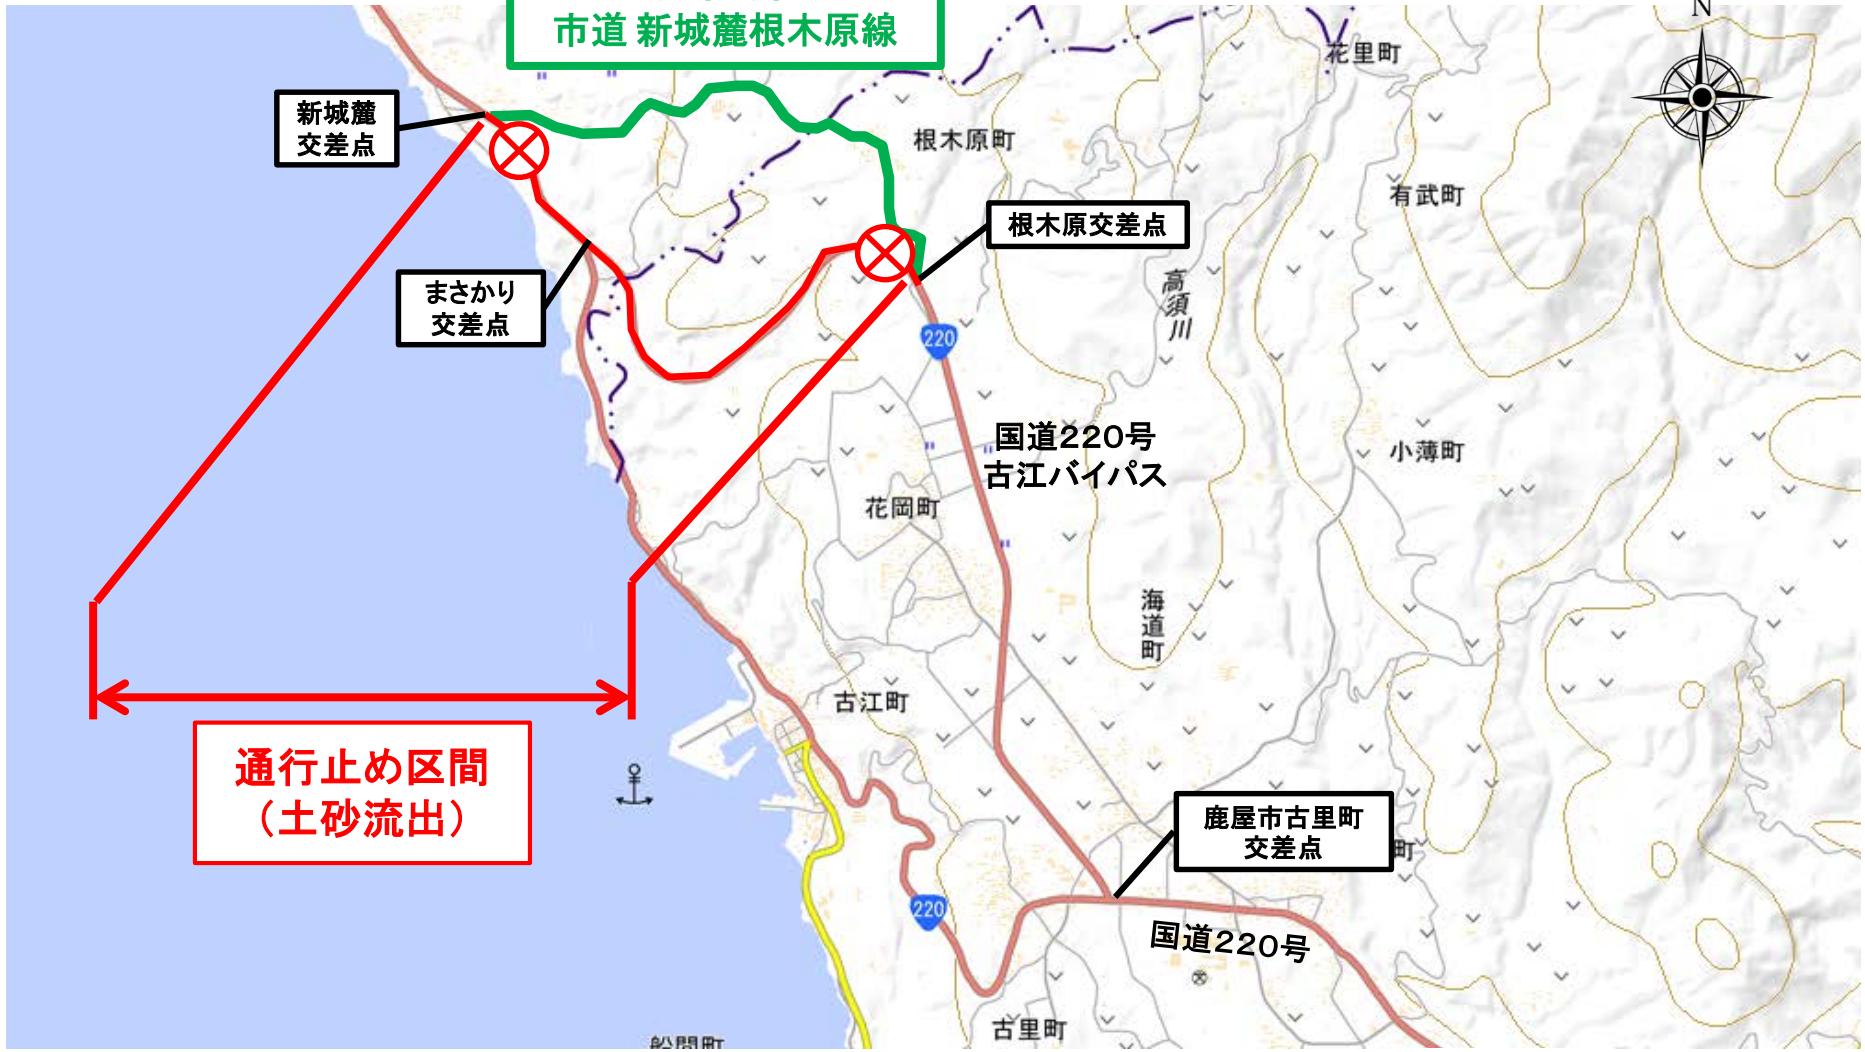 市道 新城麓根木原線
N
花里町
新城麓
交差点
根木原町
有武町
根木原交差点
まさかり
交差点
高須川
220
国道220号
古江バイパス
小薄町
花岡町
海道町
古江町
通行止め区間
（土砂流出）
鹿屋市古里町
交差点
町
220
国道220号
古里町
船間町